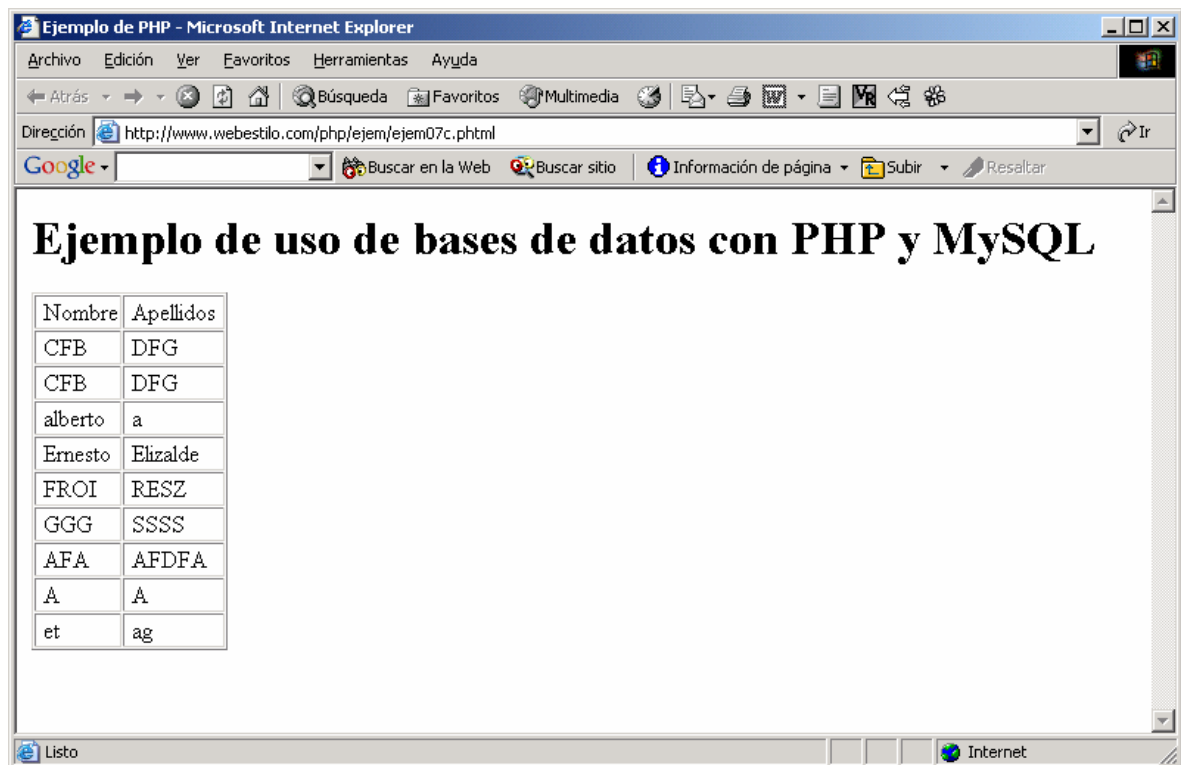 Ejemplo de PHP - Microsoft Internet Explorer
Archivo Edición Ver Favoritos Herramientas Ayuda
Atrás Búsqueda Favoritos Multimedia
Dirección http://www.webestilo.com/php/ejem/ejem07c.phtml Ir
Google Buscar en la Web Buscar sitio Información de página Subir Resaltar
Ejemplo de uso de bases de datos con PHP y MySQL
Nombre Apellidos
CFB DFG
CFB DFG
alberto a
Ernesto Elizalde
FROI RESZ
GGG SSSS
AFA AFDFA
A A
et ag
Listo Internet